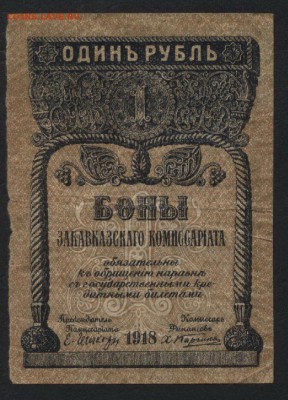 ОДИНЪ РУБЛЬ
1
БОНЫ
ЗАКАВКАЗСКАГО КОМИССАРІАТА
обязательны
къ обращенію наравнѣ
съ государственными кре-
дитными билетами
Предсѣдатель Комиссаръ
Комиссаріата Финансовъ
1918